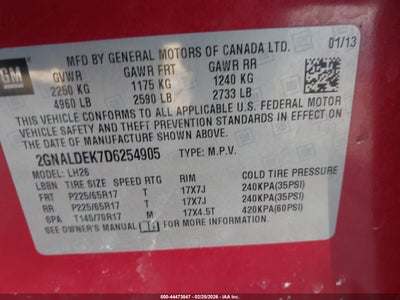 GM
MFD BY GENERAL MOTORS OF CANADA LTD.
01/13
GVWR GAWR FRT GAWR RR
2250 KG 1175 KG 1240 KG
4960 LB 2590 LB 2733 LB
THIS VEHICLE CONFORMS TO ALL APPLICABLE U.S. FEDERAL MOTOR
VEHICLE SAFETY AND THEFT PREVENTION STANDARDS IN EFFECT ON
THE DATE OF MANUFACTURE SHOWN ABOVE.
2GNALDEK7D6254905 TYPE: M.P.V.
MODEL: LH26
L8BN TIRE SIZE SPEED RTG RIM COLD TIRE PRESSURE
FRT P225/65R17 T 17X7J 240KPA(35PSI)
RR P225/65R17 T 17X7J 240KPA(35PSI)
SPA T145/70R17 M 17X4.5T 420KPA(60PSI)
SEE OWNER'S MANUAL FOR MORE INFORMATION.
© IAA 44473847 - 02/25/2026 - IAAI.COM